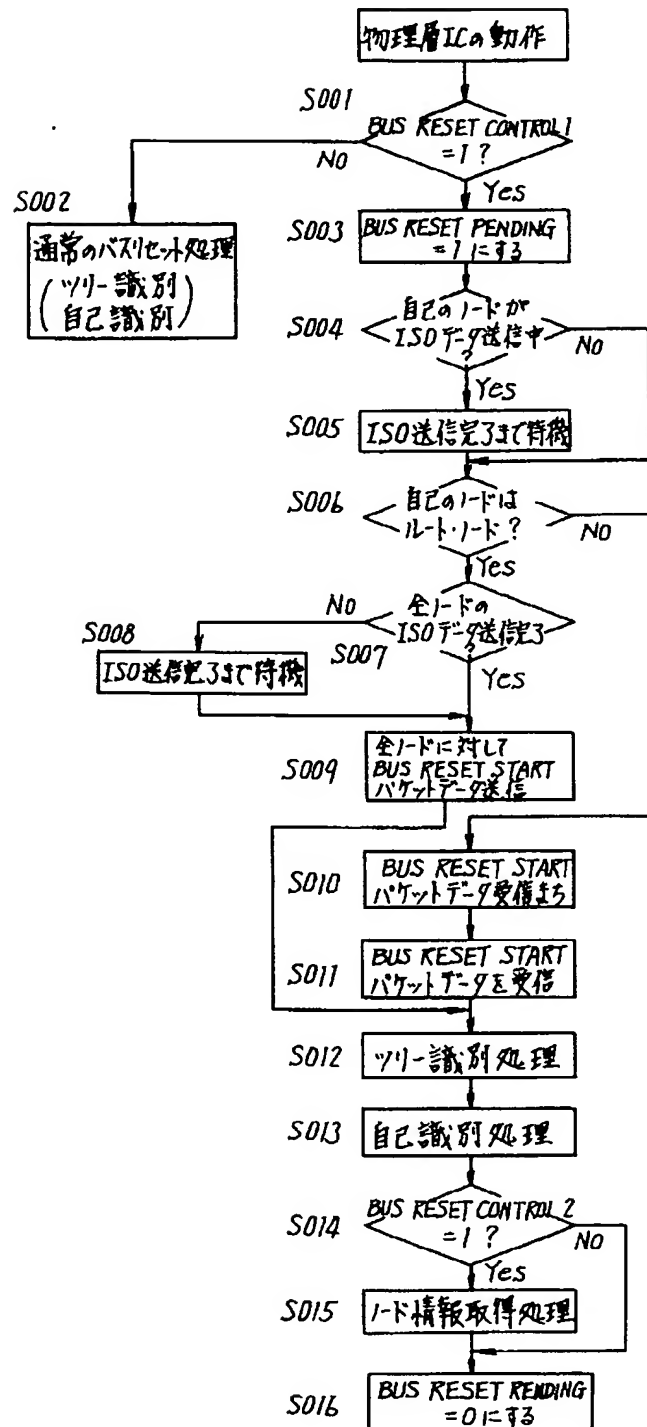 物理層ICの動作
S001
BUS RESET CONTROL1
=1?
NO
Yes
S002
通常のバスリセット処理
(ツリー識別
自己識別)
S003
BUS RESET PENDING
=1にする
S004
自己のノードが
ISOデータ送信中
?
NO
Yes
S005
ISO送信完了まで待機
S006
自己のノードは
ルート・ノード?
NO
Yes
S007
全ノードの
ISOデータ送信完了
?
NO
Yes
S008
ISO送信完了まで待機
S009
全ノードに対して
BUS RESET START
パケットデータ送信
S010
BUS RESET START
パケットデータ受信まち
S011
BUS RESET START
パケットデータを受信
S012
ツリー識別処理
S013
自己識別処理
S014
BUS RESET CONTROL2
=1?
NO
Yes
S015
ノード情報取得処理
S016
BUS RESET RENDING
=0にする